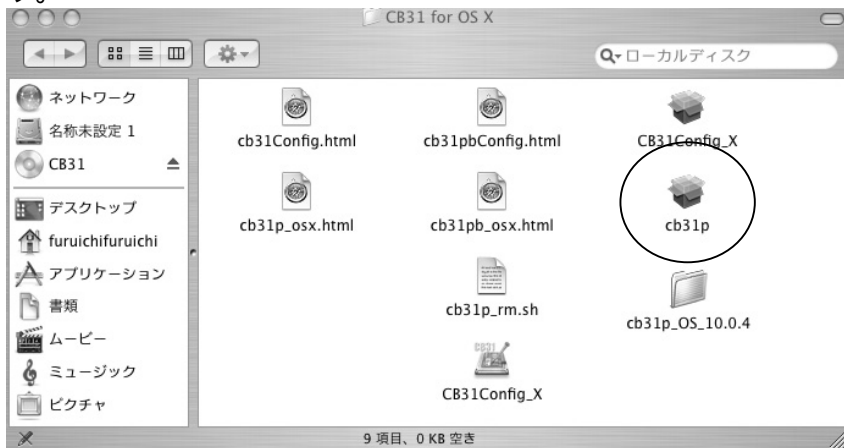 す。
CB31 for OS X
ローカルディスク
ネットワーク
名称未設定 1
CB31
デスクトップ
furuichifuruichi
アプリケーション
書類
ムービー
ミュージック
ピクチャ
cb31Config.html
cb31pbConfig.html
CB31Config_X
cb31p_osx.html
cb31pb_osx.html
cb31p
cb31p_rm.sh
cb31p_OS_10.0.4
CB31
CB31Config_X
9 項目、0 KB 空き